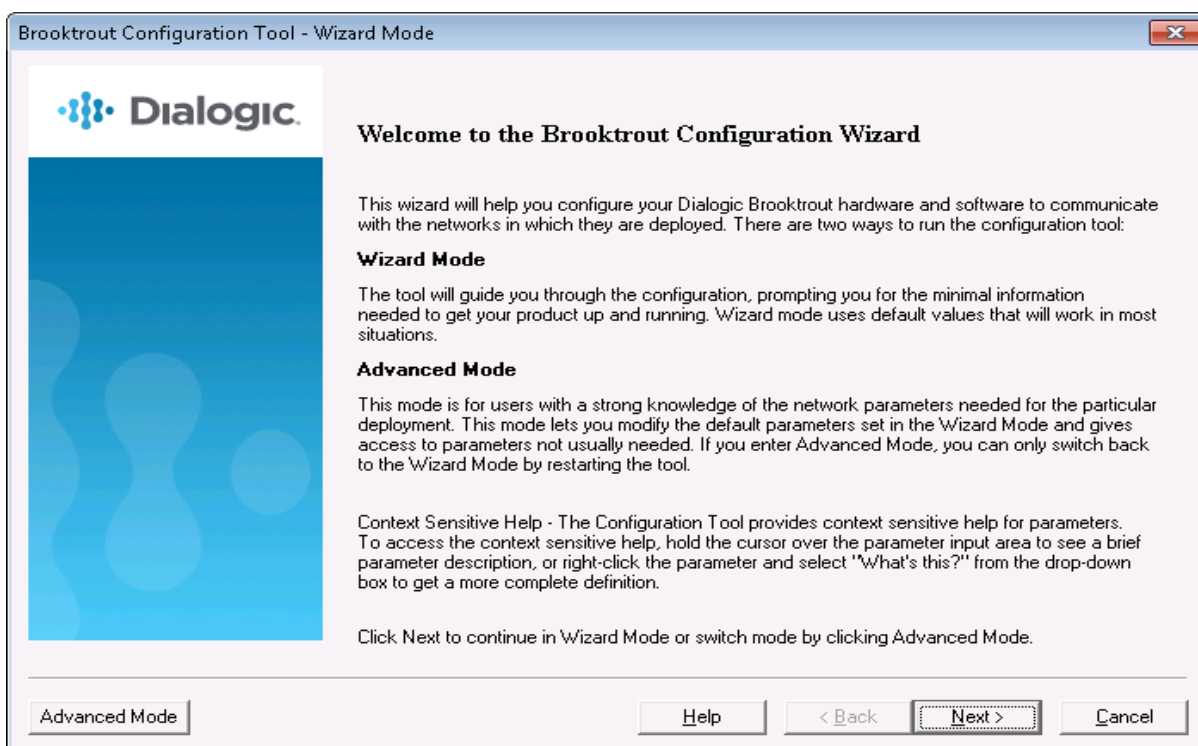 Brooktrout Configuration Tool - Wizard Mode
Dialogic.
Welcome to the Brooktrout Configuration Wizard
This wizard will help you configure your Dialogic Brooktrout hardware and software to communicate
with the networks in which they are deployed. There are two ways to run the configuration tool:
Wizard Mode
The tool will guide you through the configuration, prompting you for the minimal information
needed to get your product up and running. Wizard mode uses default values that will work in most
situations.
Advanced Mode
This mode is for users with a strong knowledge of the network parameters needed for the particular
deployment. This mode lets you modify the default parameters set in the Wizard Mode and gives
access to parameters not usually needed. If you enter Advanced Mode, you can only switch back
to the Wizard Mode by restarting the tool.
Context Sensitive Help - The Configuration Tool provides context sensitive help for parameters.
To access the context sensitive help, hold the cursor over the parameter input area to see a brief
parameter description, or right-click the parameter and select "What's this?" from the drop-down
box to get a more complete definition.
Click Next to continue in Wizard Mode or switch mode by clicking Advanced Mode.
Advanced Mode
Help
< Back
Next >
Cancel